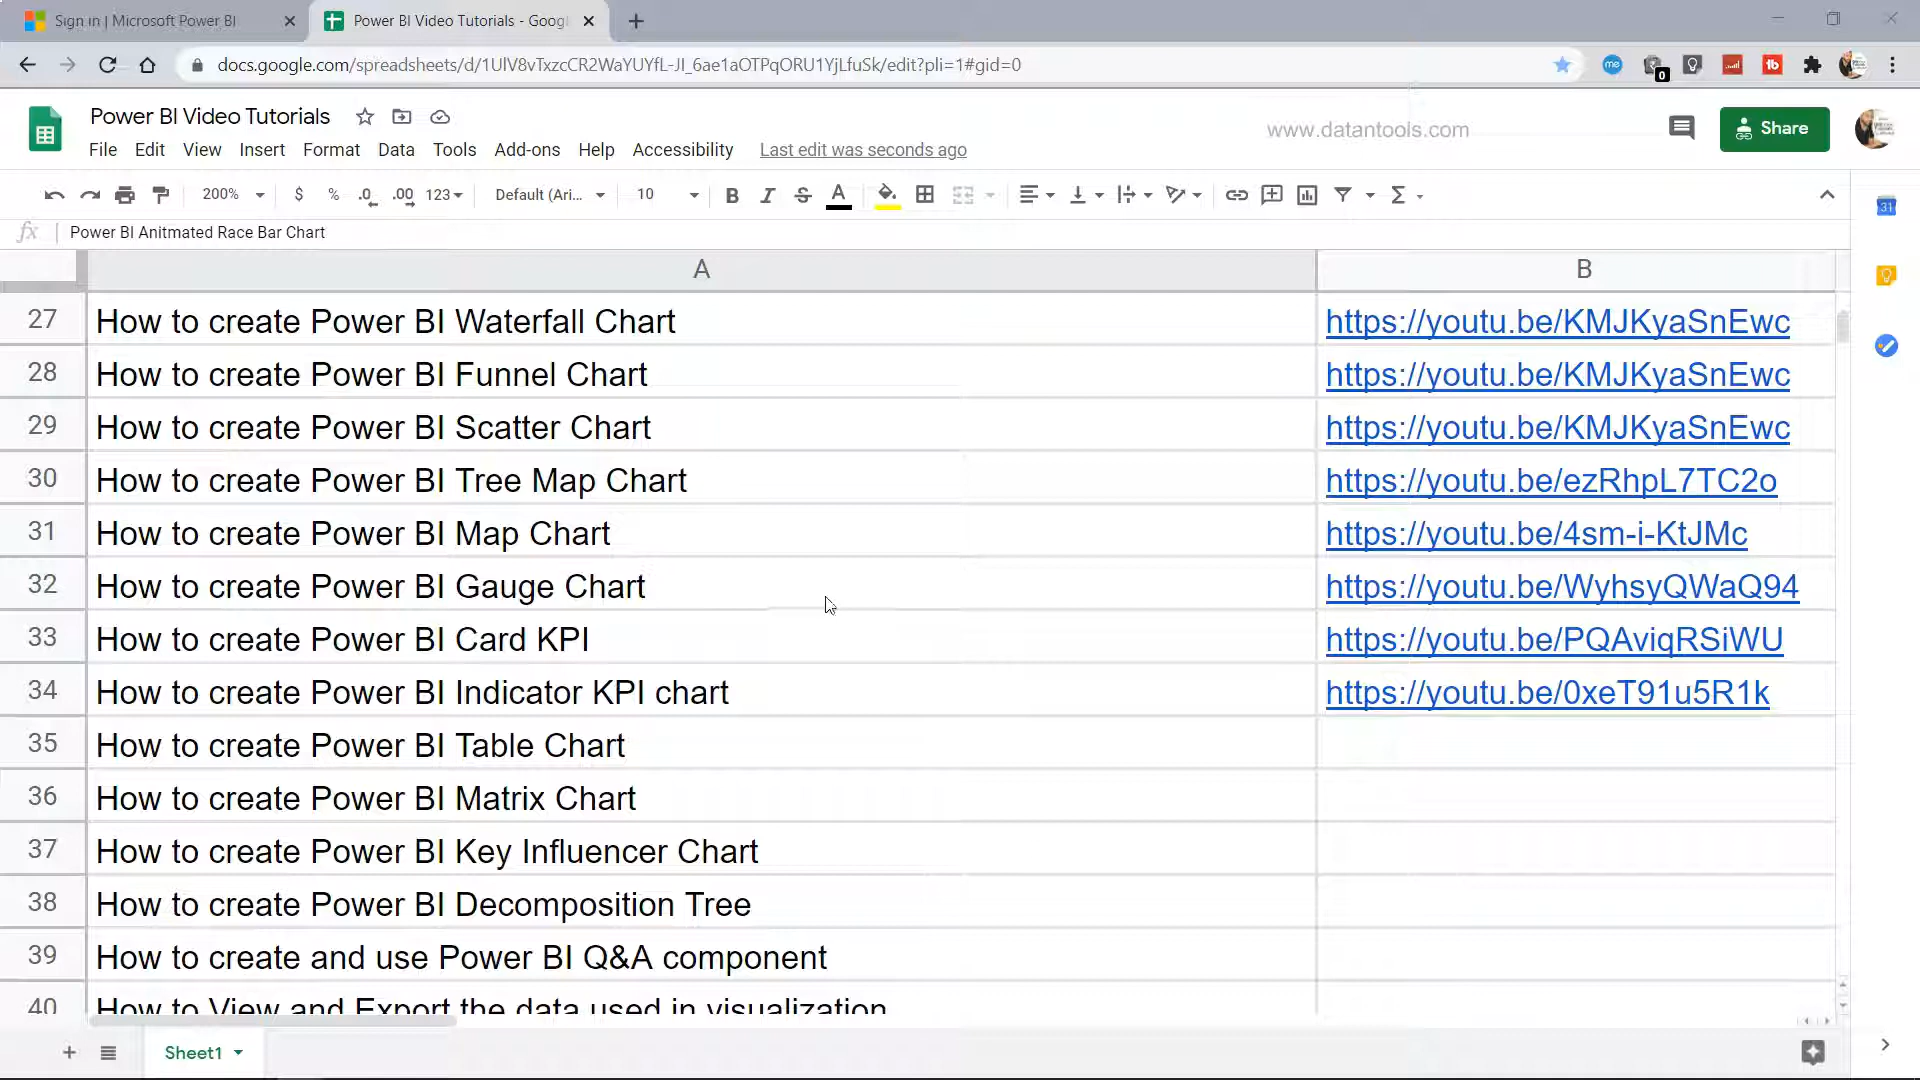 Sign in | Microsoft Power BI
Power BI Video Tutorials - Goog
docs.google.com/spreadsheets/d/1UlV8vTxzcCR2WaYUYfL-JI_6ae1aOTPqORU1YjLfuSk/edit?pli=1#gid=0
me
0
tb
Power BI Video Tutorials
www.datantools.com
Share
File Edit View Insert Format Data Tools Add-ons Help Accessibility Last edit was seconds ago
200% $ % .0 .00 123 Default (Ari... 10 B I S A Σ
31
fx Power BI Anitmated Race Bar Chart
A B
27 How to create Power BI Waterfall Chart https://youtu.be/KMJKyaSnEwc
28 How to create Power BI Funnel Chart https://youtu.be/KMJKyaSnEwc
29 How to create Power BI Scatter Chart https://youtu.be/KMJKyaSnEwc
30 How to create Power BI Tree Map Chart https://youtu.be/ezRhpL7TC2o
31 How to create Power BI Map Chart https://youtu.be/4sm-i-KtJMc
32 How to create Power BI Gauge Chart https://youtu.be/WyhsyQWaQ94
33 How to create Power BI Card KPI https://youtu.be/PQAviqRSiWU
34 How to create Power BI Indicator KPI chart https://youtu.be/0xeT91u5R1k
35 How to create Power BI Table Chart
36 How to create Power BI Matrix Chart
37 How to create Power BI Key Influencer Chart
38 How to create Power BI Decomposition Tree
39 How to create and use Power BI Q&A component
40 How to View and Export the data used in visualization
Sheet1